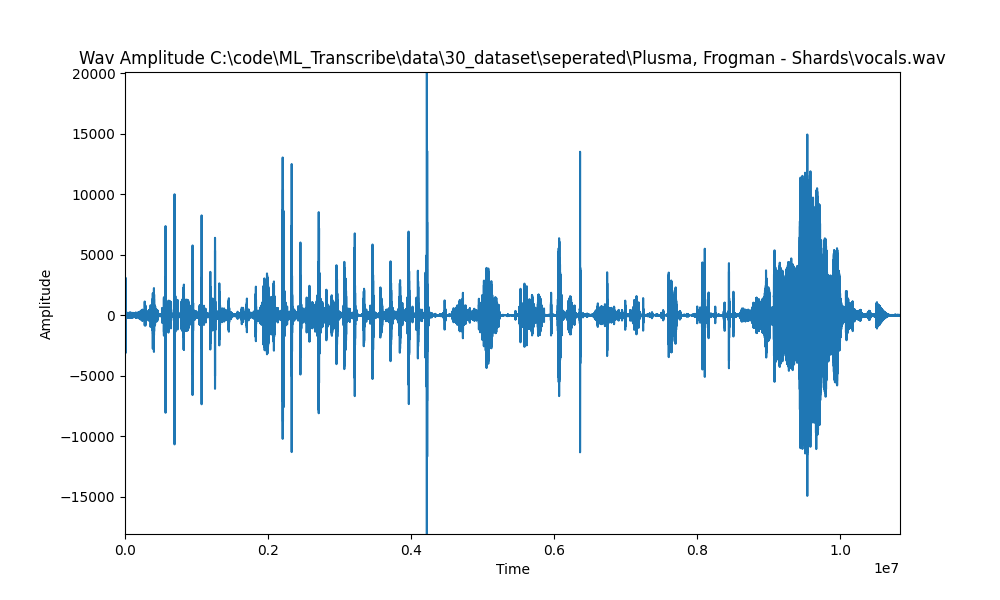 Wav Amplitude C:\code\ML_Transcribe\data\30_dataset\seperated\Plusma, Frogman - Shards\vocals.wav
20000
15000
10000
5000
0
−5000
−10000
−15000
Amplitude
0.0 0.2 0.4 0.6 0.8 1.0
1e7
Time